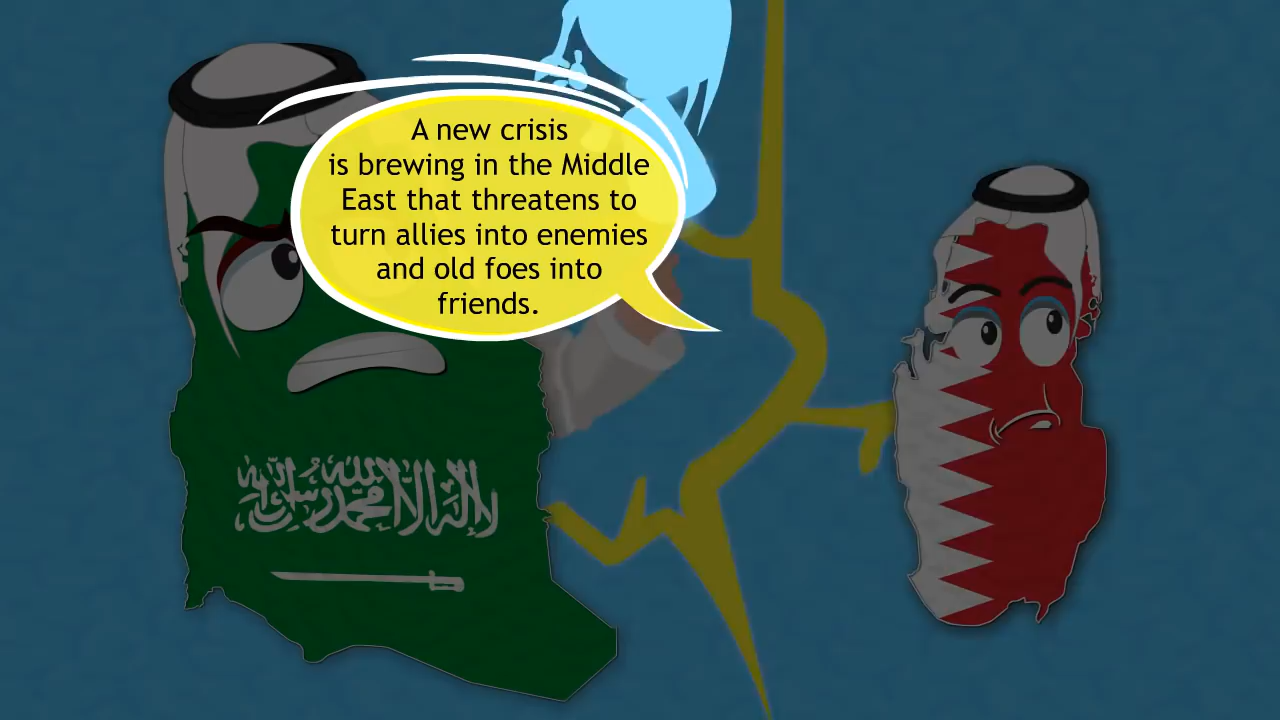 A new crisis
is brewing in the Middle
East that threatens to
turn allies into enemies
and old foes into
friends.
لا إله إلا الله محمد رسول الله